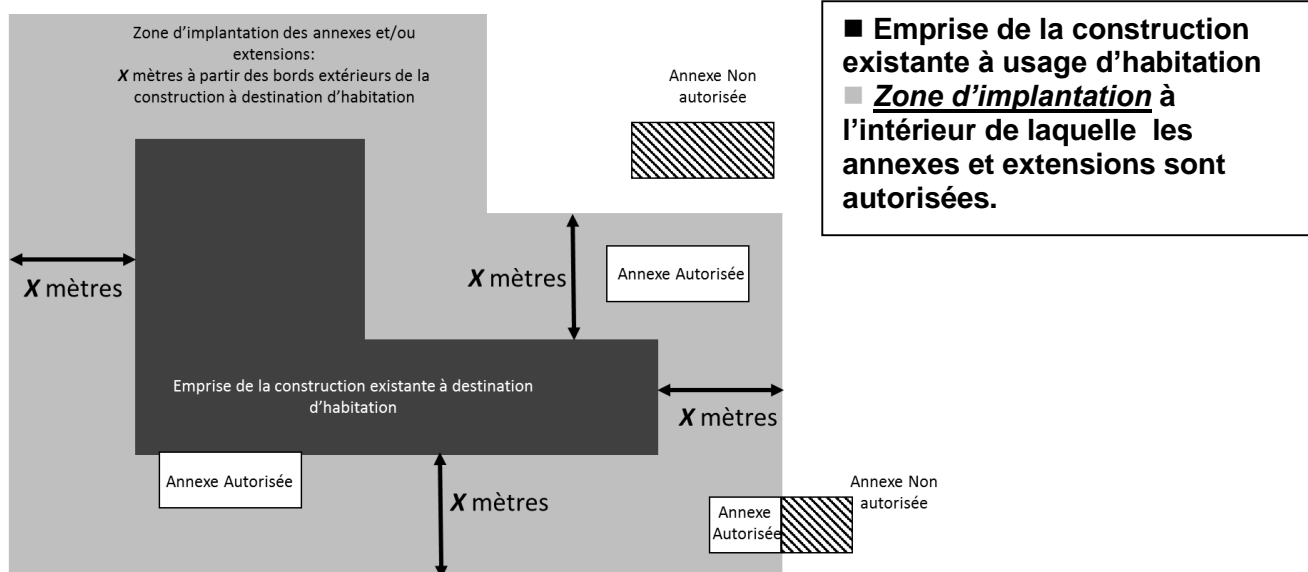 Zone d’implantation des annexes et/ou
extensions:
X mètres à partir des bords extérieurs de la
construction à destination d’habitation
Annexe Non
autorisée
■ Emprise de la construction
existante à usage d’habitation
■ Zone d’implantation à
l’intérieur de laquelle les
annexes et extensions sont
autorisées.
X mètres
X mètres
Annexe Autorisée
Emprise de la construction existante à destination
d’habitation
X mètres
Annexe Autorisée
X mètres
Annexe
Autorisée
Annexe Non
autorisée